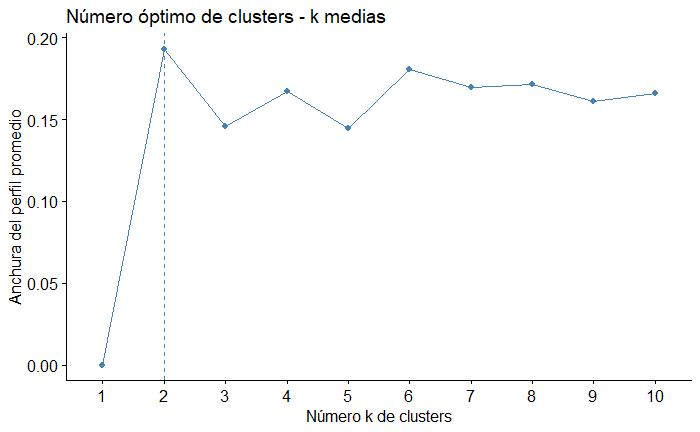 Número óptimo de clusters - k medias
Anchura del perfil promedio
0.20
0.15
0.10
0.05
0.00
1 2 3 4 5 6 7 8 9 10
Número k de clusters